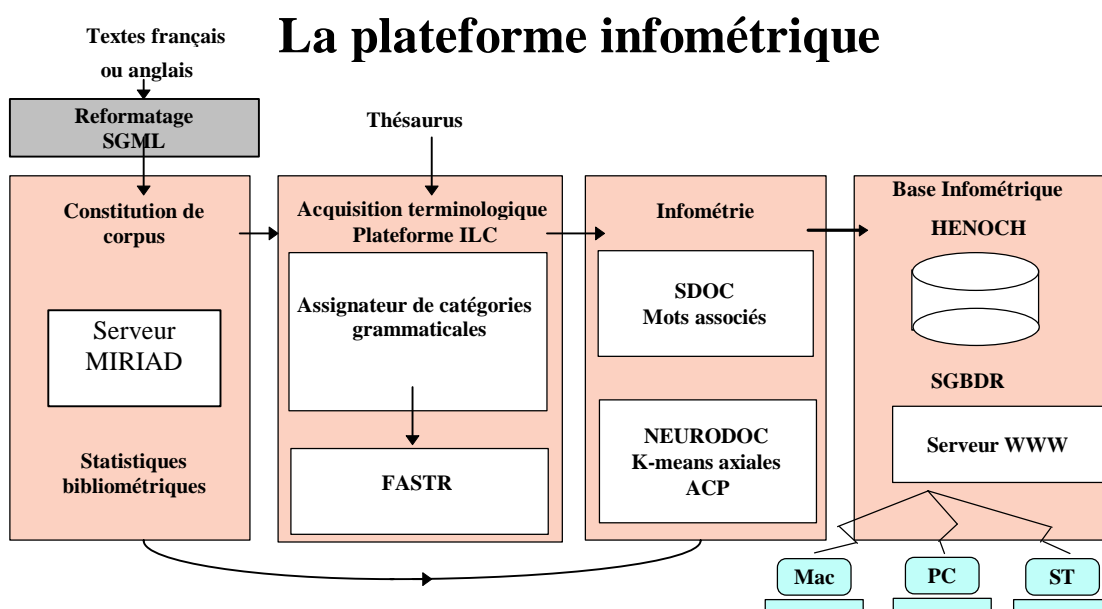 La plateforme infométrique
Textes français
ou anglais
Reformatage
SGML
Thésaurus
Constitution de
corpus
Serveur
MIRIAD
Statistiques
bibliométriques
Acquisition terminologique
Plateforme ILC
Assignateur de catégories
grammaticales
FASTR
Infométrie
SDOC
Mots associés
NEURODOC
K-means axiales
ACP
Base Infométrique
HENOCH
SGBDR
Serveur WWW
Mac
PC
ST